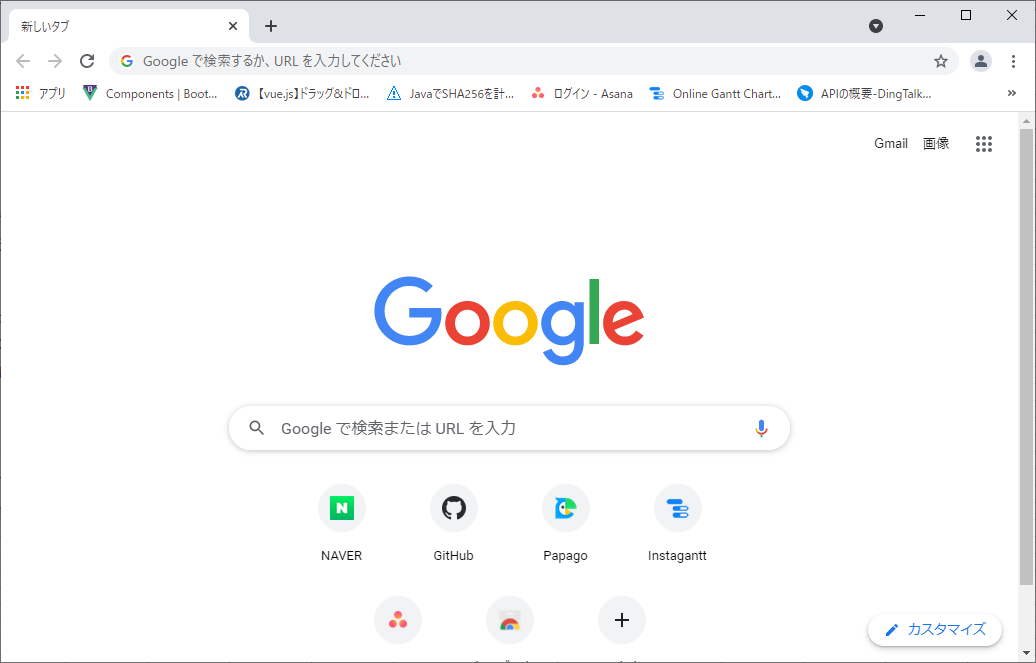 新しいタブ
Google で検索するか、URL を入力してください
アプリ Components | Boot... 【vue.js】ドラッグ&ドロ... JavaでSHA256を計... ログイン - Asana Online Gantt Chart... APIの概要-DingTalk...
Gmail 画像
Google
Google で検索または URL を入力
NAVER GitHub Papago Instagantt
カスタマイズ